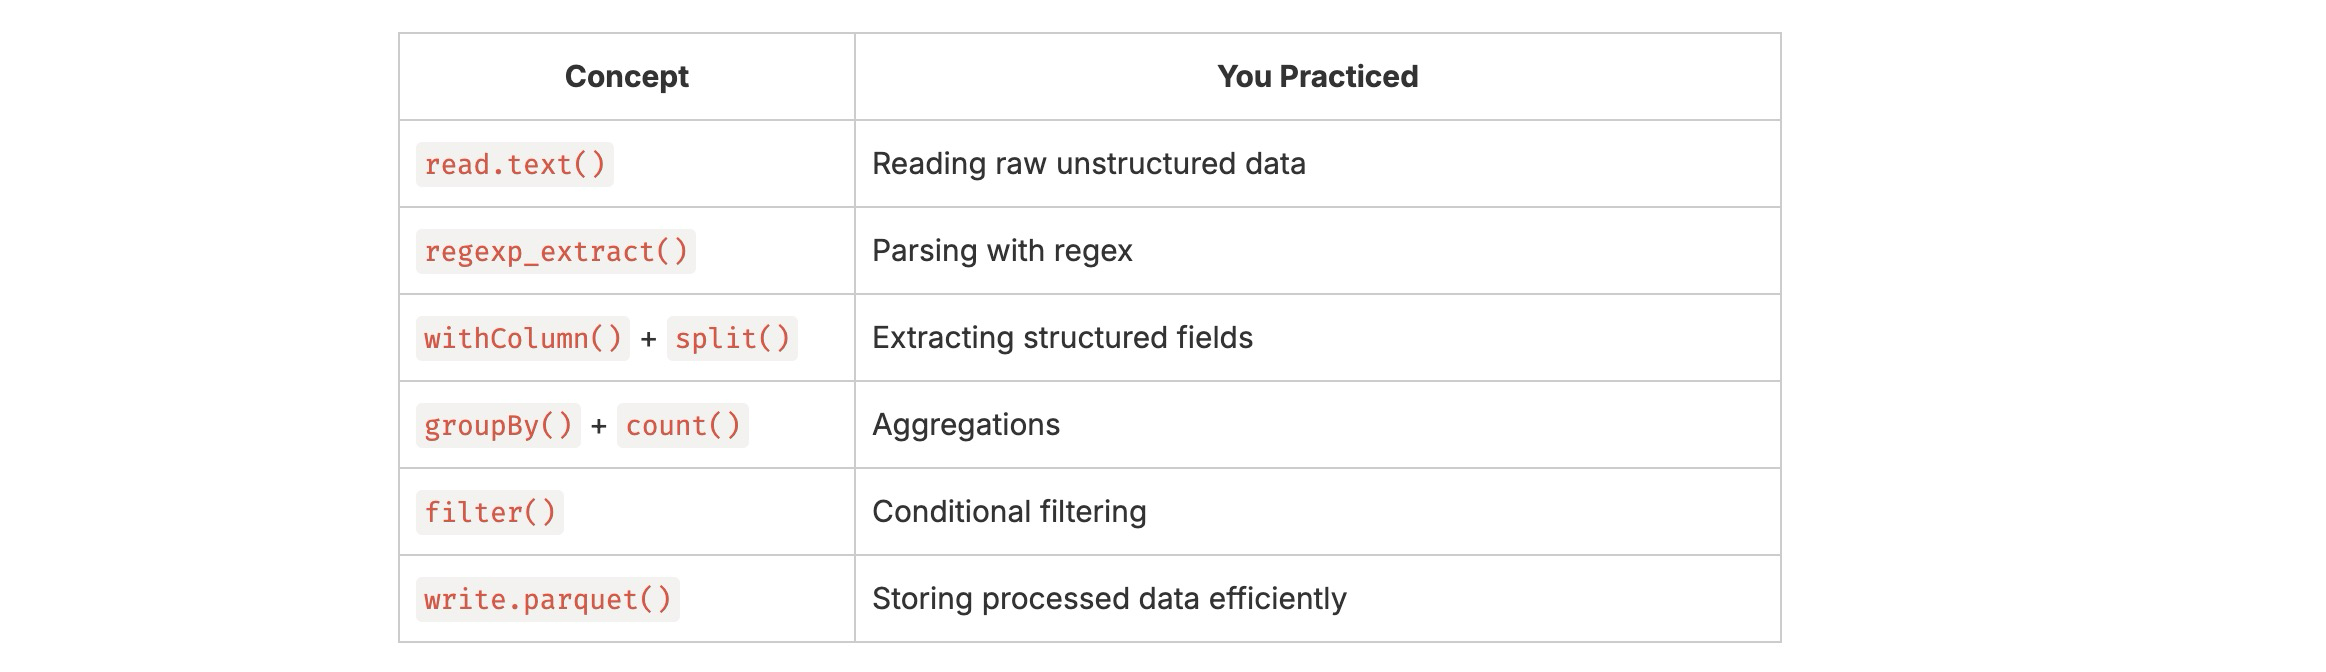 Concept You Practiced
read.text() Reading raw unstructured data
regexp_extract() Parsing with regex
withColumn() + split() Extracting structured fields
groupBy() + count() Aggregations
filter() Conditional filtering
write.parquet() Storing processed data efficiently